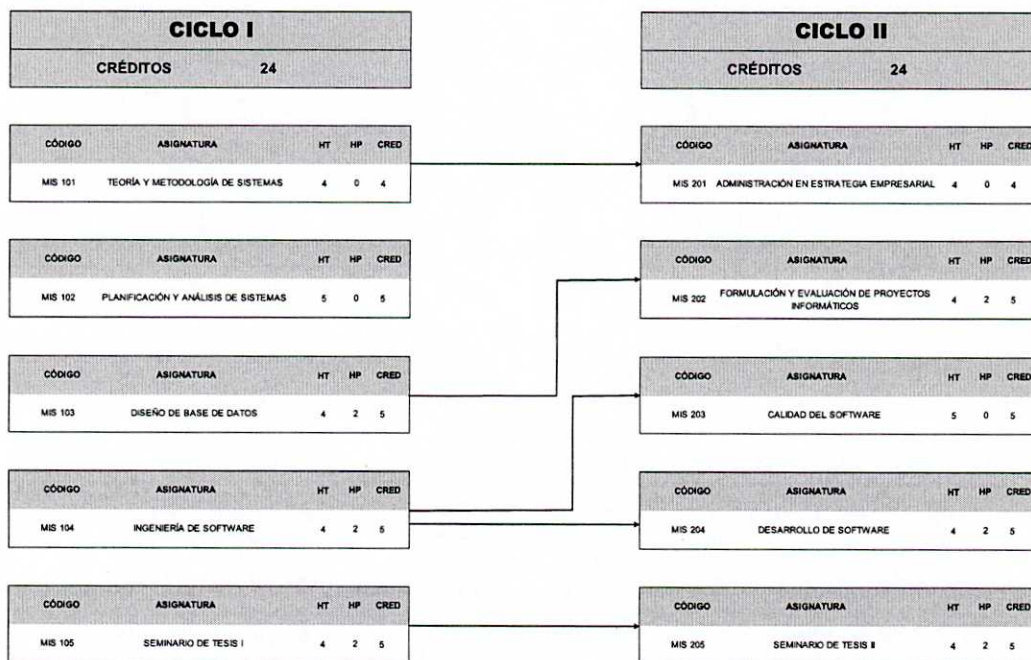 CICLO I
CRÉDITOS 24
CÓDIGO ASIGNATURA HT HP CRED
MIS 101 TEORÍA Y METODOLOGÍA DE SISTEMAS 4 0 4
CÓDIGO ASIGNATURA HT HP CRED
MIS 102 PLANIFICACIÓN Y ANÁLISIS DE SISTEMAS 5 0 5
CÓDIGO ASIGNATURA HT HP CRED
MIS 103 DISEÑO DE BASE DE DATOS 4 2 5
CÓDIGO ASIGNATURA HT HP CRED
MIS 104 INGENIERÍA DE SOFTWARE 4 2 5
CÓDIGO ASIGNATURA HT HP CRED
MIS 105 SEMINARIO DE TESIS I 4 2 5
CICLO II
CRÉDITOS 24
CÓDIGO ASIGNATURA HT HP CRED
MIS 201 ADMINISTRACIÓN EN ESTRATEGIA EMPRESARIAL 4 0 4
CÓDIGO ASIGNATURA HT HP CRED
MIS 202 FORMULACIÓN Y EVALUACIÓN DE PROYECTOS
INFORMÁTICOS 4 2 5
CÓDIGO ASIGNATURA HT HP CRED
MIS 203 CALIDAD DEL SOFTWARE 5 0 5
CÓDIGO ASIGNATURA HT HP CRED
MIS 204 DESARROLLO DE SOFTWARE 4 2 5
CÓDIGO ASIGNATURA HT HP CRED
MIS 205 SEMINARIO DE TESIS II 4 2 5